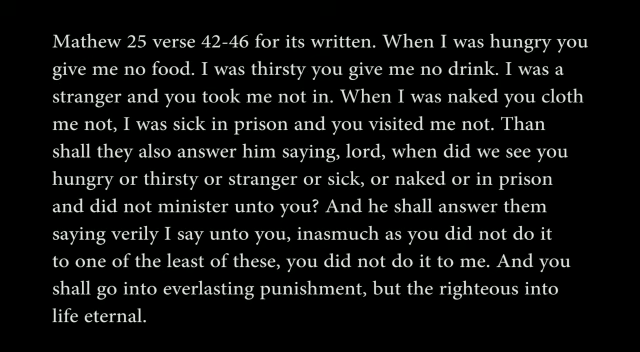 Mathew 25 verse 42-46 for its written. When I was hungry you
give me no food. I was thirsty you give me no drink. I was a
stranger and you took me not in. When I was naked you cloth
me not, I was sick in prison and you visited me not. Than
shall they also answer him saying, lord, when did we see you
hungry or thirsty or stranger or sick, or naked or in prison
and did not minister unto you? And he shall answer them
saying verily I say unto you, inasmuch as you did not do it
to one of the least of these, you did not do it to me. And you
shall go into everlasting punishment, but the righteous into
life eternal.